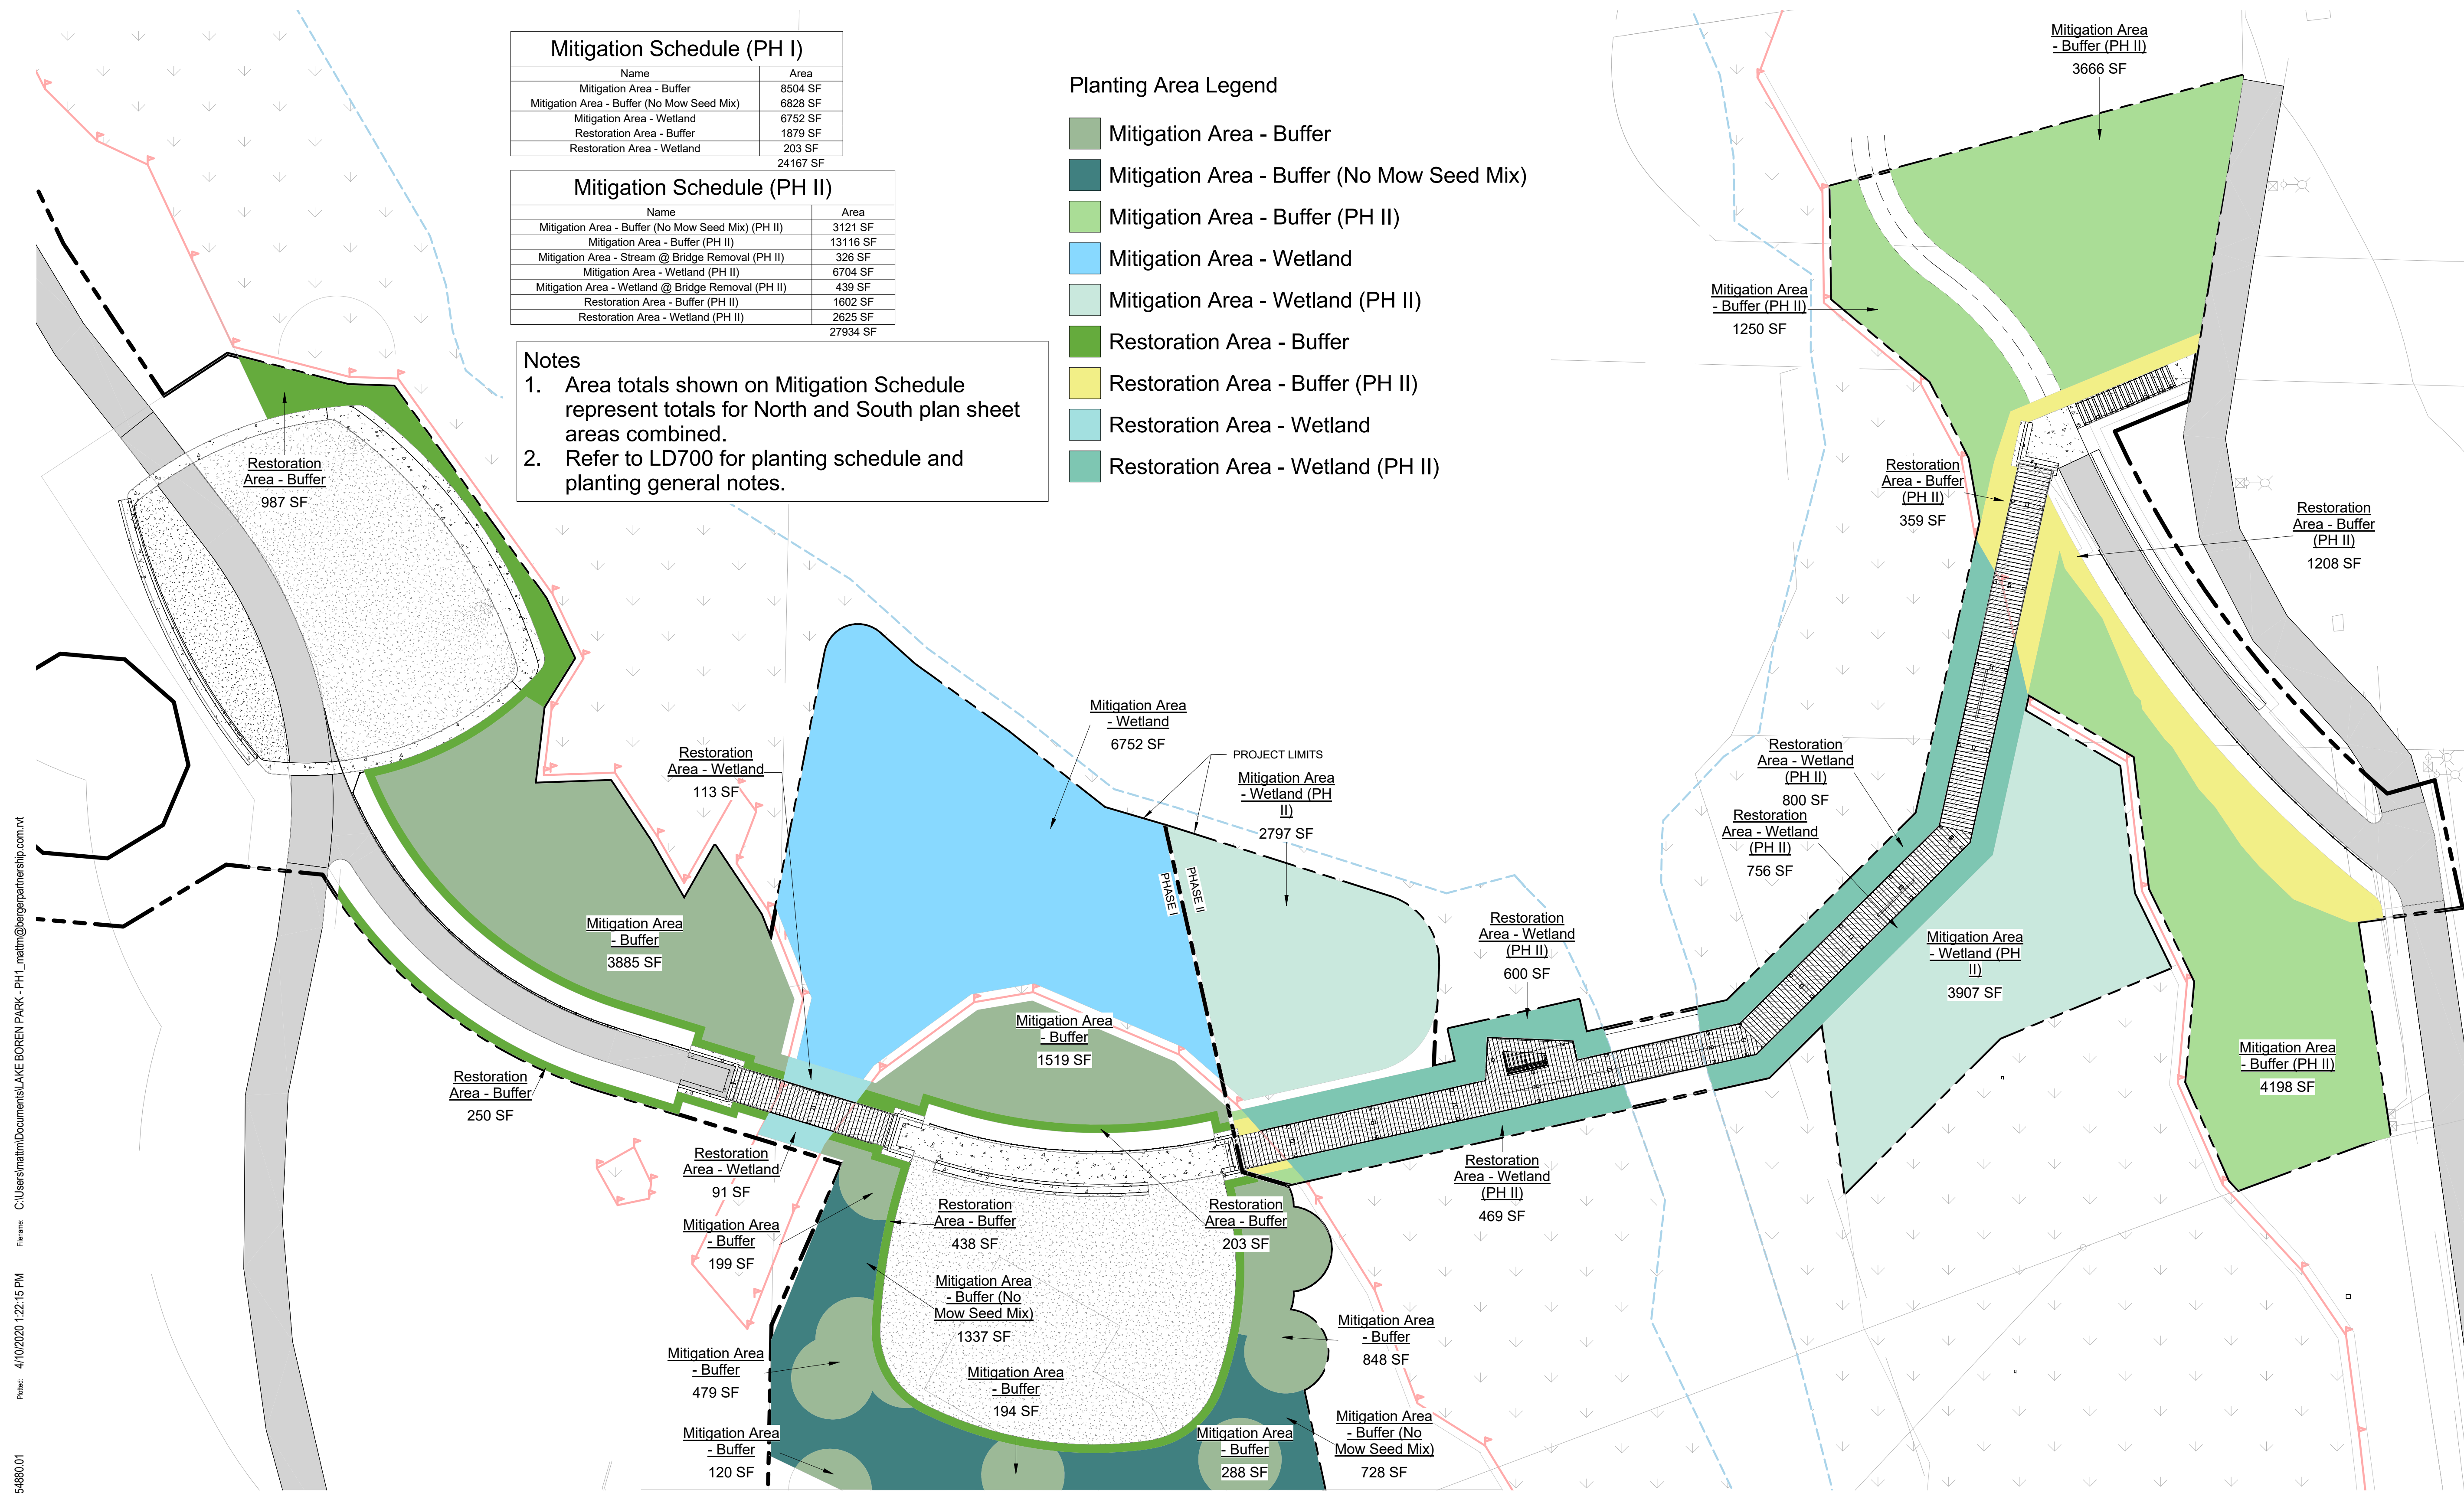 Mitigation Schedule (PH I)
Name Area
Mitigation Area - Buffer 8504 SF
Mitigation Area - Buffer (No Mow Seed Mix) 6828 SF
Mitigation Area - Wetland 6752 SF
Restoration Area - Buffer 1879 SF
Restoration Area - Wetland 203 SF
24167 SF
Mitigation Schedule (PH II)
Name Area
Mitigation Area - Buffer (No Mow Seed Mix) (PH II) 3121 SF
Mitigation Area - Buffer (PH II) 13116 SF
Mitigation Area - Stream @ Bridge Removal (PH II) 326 SF
Mitigation Area - Wetland (PH II) 6704 SF
Mitigation Area - Wetland @ Bridge Removal (PH II) 439 SF
Restoration Area - Buffer (PH II) 1602 SF
Restoration Area - Wetland (PH II) 2625 SF
27934 SF
Notes
1. Area totals shown on Mitigation Schedule
represent totals for North and South plan sheet
areas combined.
2. Refer to LD700 for planting schedule and
planting general notes.
Planting Area Legend
Mitigation Area - Buffer
Mitigation Area - Buffer (No Mow Seed Mix)
Mitigation Area - Buffer (PH II)
Mitigation Area - Wetland
Mitigation Area - Wetland (PH II)
Restoration Area - Buffer
Restoration Area - Buffer (PH II)
Restoration Area - Wetland
Restoration Area - Wetland (PH II)
Mitigation Area
- Buffer (PH II)
3666 SF
Mitigation Area
- Buffer (PH II)
1250 SF
Restoration
Area - Buffer
987 SF
Restoration
Area - Buffer
(PH II)
359 SF
Restoration
Area - Buffer
(PH II)
1208 SF
Mitigation Area
- Wetland
6752 SF
PROJECT LIMITS
Restoration
Area - Wetland
113 SF
Mitigation Area
- Wetland (PH
II)
2797 SF
PHASE I
PHASE II
Restoration
Area - Wetland
(PH II)
800 SF
Restoration
Area - Wetland
(PH II)
756 SF
Mitigation Area
- Buffer
3885 SF
Restoration
Area - Wetland
(PH II)
600 SF
Mitigation Area
- Wetland (PH
II)
3907 SF
Mitigation Area
- Buffer
1519 SF
Mitigation Area
- Buffer (PH II)
4198 SF
Restoration
Area - Buffer
250 SF
Restoration
Area - Wetland
91 SF
Restoration
Area - Wetland
(PH II)
469 SF
Mitigation Area
- Buffer
199 SF
Restoration
Area - Buffer
438 SF
Restoration
Area - Buffer
203 SF
Mitigation Area
- Buffer (No
Mow Seed Mix)
1337 SF
Mitigation Area
- Buffer
848 SF
Mitigation Area
- Buffer
479 SF
Mitigation Area
- Buffer
194 SF
Mitigation Area
- Buffer
120 SF
Mitigation Area
- Buffer
288 SF
Mitigation Area
- Buffer (No
Mow Seed Mix)
728 SF
54880.01 Plotted: 4/10/2020 1:22:15 PM Filename: C:\Users\mattm\Documents\LAKE BOREN PARK - PH1_mattm@bergerpartnership.com.rvt